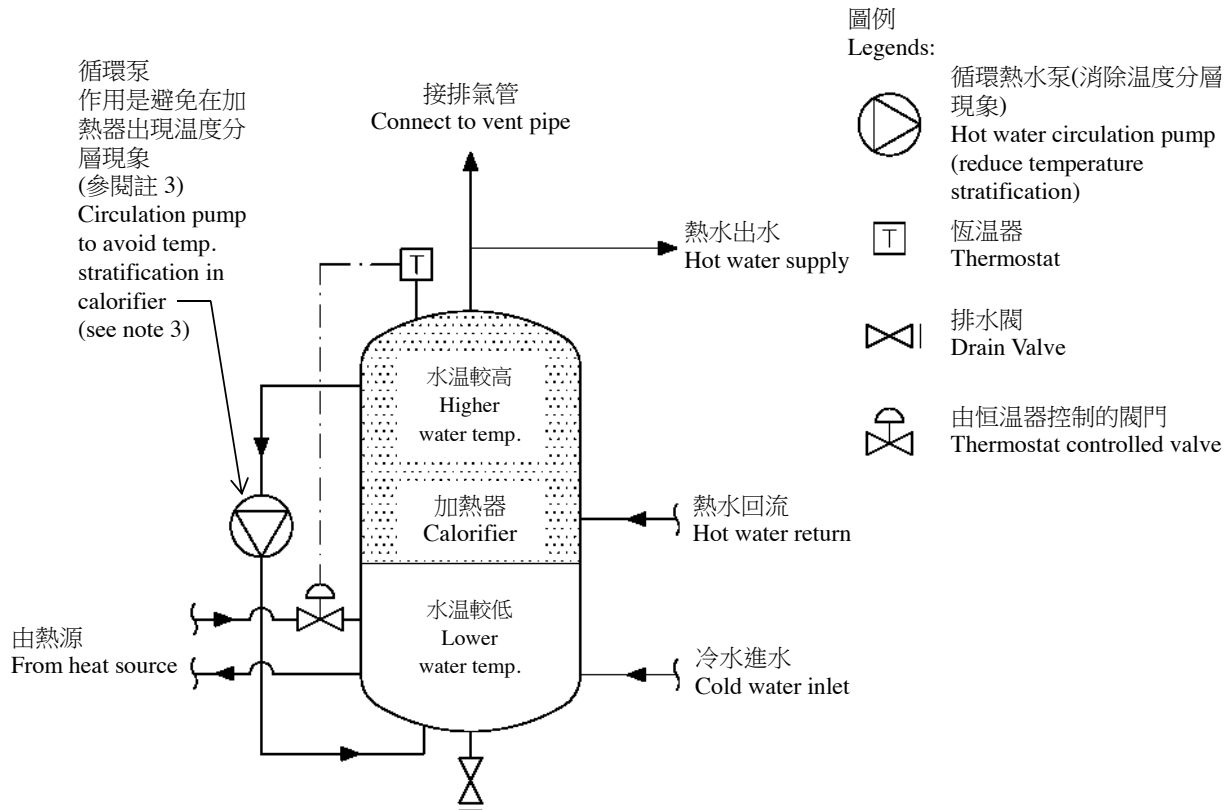 循環泵
作用是避免在加
熱器出現温度分
層現象
(參閱註 3)
Circulation pump
to avoid temp.
stratification in
calorifier
(see note 3)
接排氣管
Connect to vent pipe
熱水出水
Hot water supply
T
水温較高
Higher
water temp.
加熱器
Calorifier
熱水回流
Hot water return
水温較低
Lower
water temp.
由熱源
From heat source
冷水進水
Cold water inlet
圖例
Legends:
循環熱水泵(消除温度分層
現象)
Hot water circulation pump
(reduce temperature
stratification)
T
恆温器
Thermostat
排水閥
Drain Valve
由恒温器控制的閥門
Thermostat controlled valve